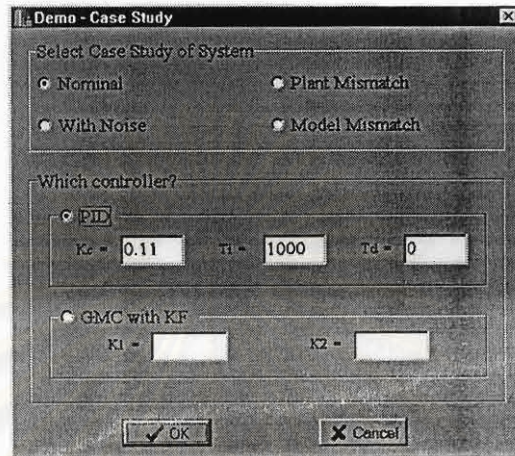 Demo - Case Study
Select Case Study of System
Nominal
Plant Mismatch
With Noise
Model Mismatch
Which controller?
PID
Kc = 0.11 Ti = 1000 Td = 0
GMC with KF
K1 = K2 =
OK Cancel